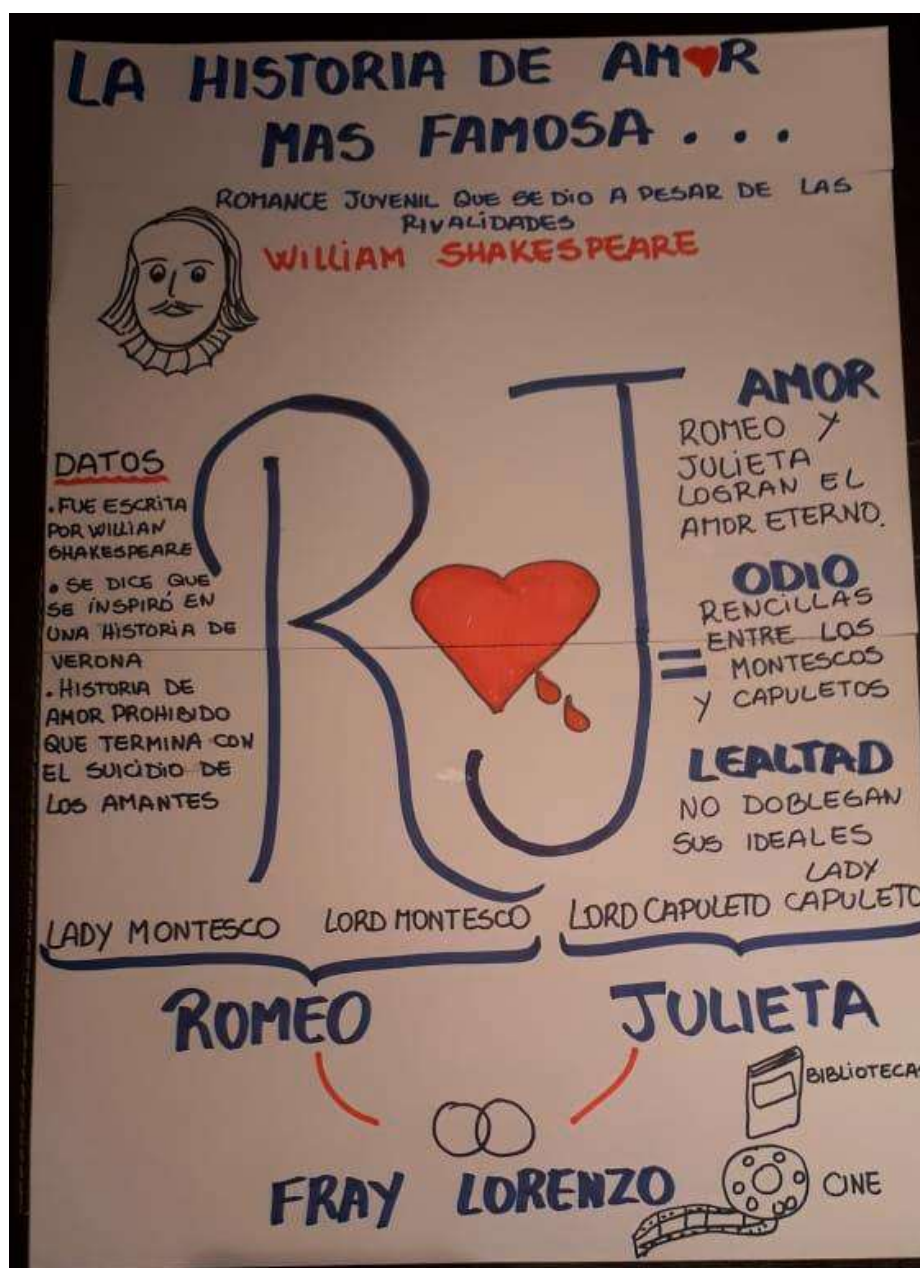 LA HISTORIA DE AM♥R
MAS FAMOSA...
ROMANCE JUVENIL QUE SE DIO A PESAR DE LAS
RIVALIDADES
WILLIAM SHAKESPEARE
DATOS
• FUE ESCRITA
POR WILLIAN
SHAKESPEARE
• SE DICE QUE
SE INSPIRÓ EN
UNA HISTORIA DE
VERONA
• HISTORIA DE
AMOR PROHIBIDO
QUE TERMINA CON
EL SUICIDIO DE
LOS AMANTES
R J
=
AMOR
ROMEO Y
JULIETA
LOGRAN EL
AMOR ETERNO.
ODIO
RENCILLAS
ENTRE LOS
MONTESCOS
Y CAPULETOS
LEALTAD
NO DOBLEGAN
SUS IDEALES
LADY MONTESCO
LORD MONTESCO
LORD CAPULETO
LADY
CAPULETO
ROMEO
JULIETA
FRAY LORENZO
BIBLIOTECAS
CINE